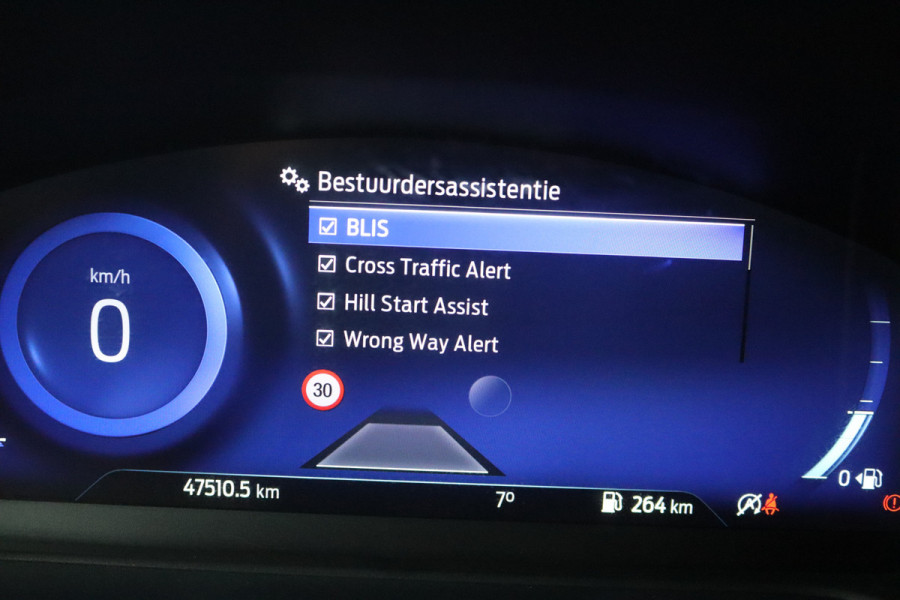 Bestuurdersassistentie
BLIS
Cross Traffic Alert
Hill Start Assist
Wrong Way Alert
km/h
0
30
0
47510.5 km
7º
264 km